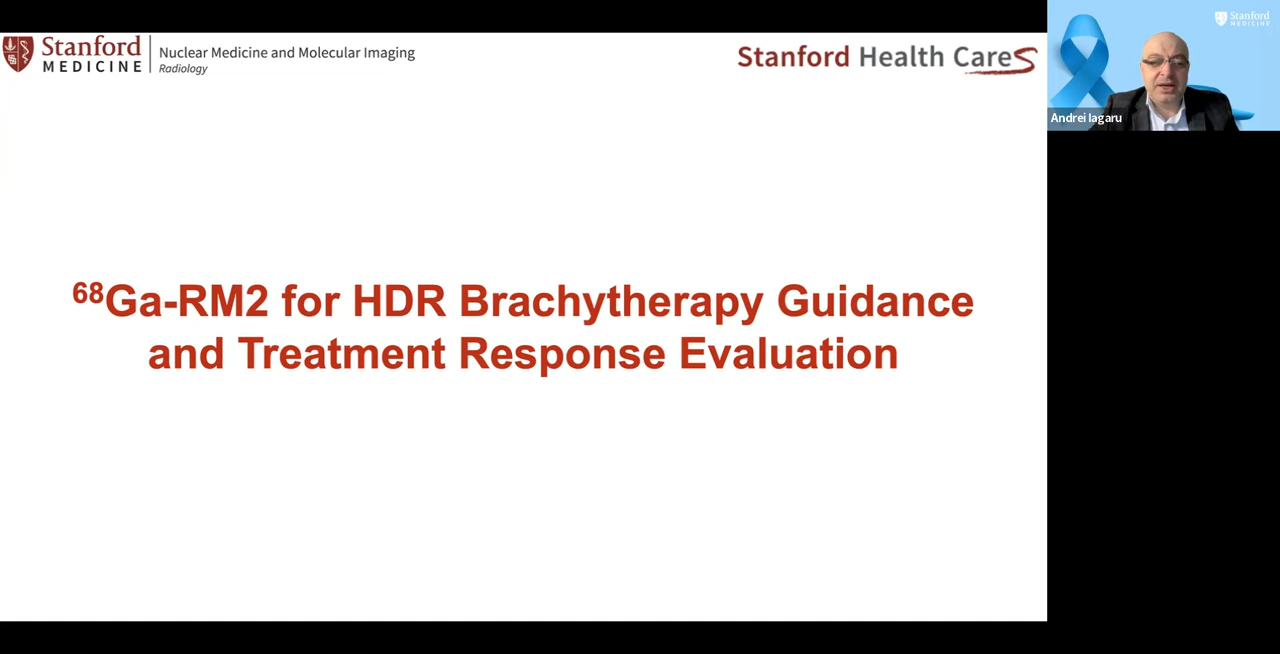 Stanford
MEDICINE
Nuclear Medicine and Molecular Imaging
Radiology
Stanford Health Care
⁶⁸Ga-RM2 for HDR Brachytherapy Guidance
and Treatment Response Evaluation
Stanford
MEDICINE
Andrei Iagaru